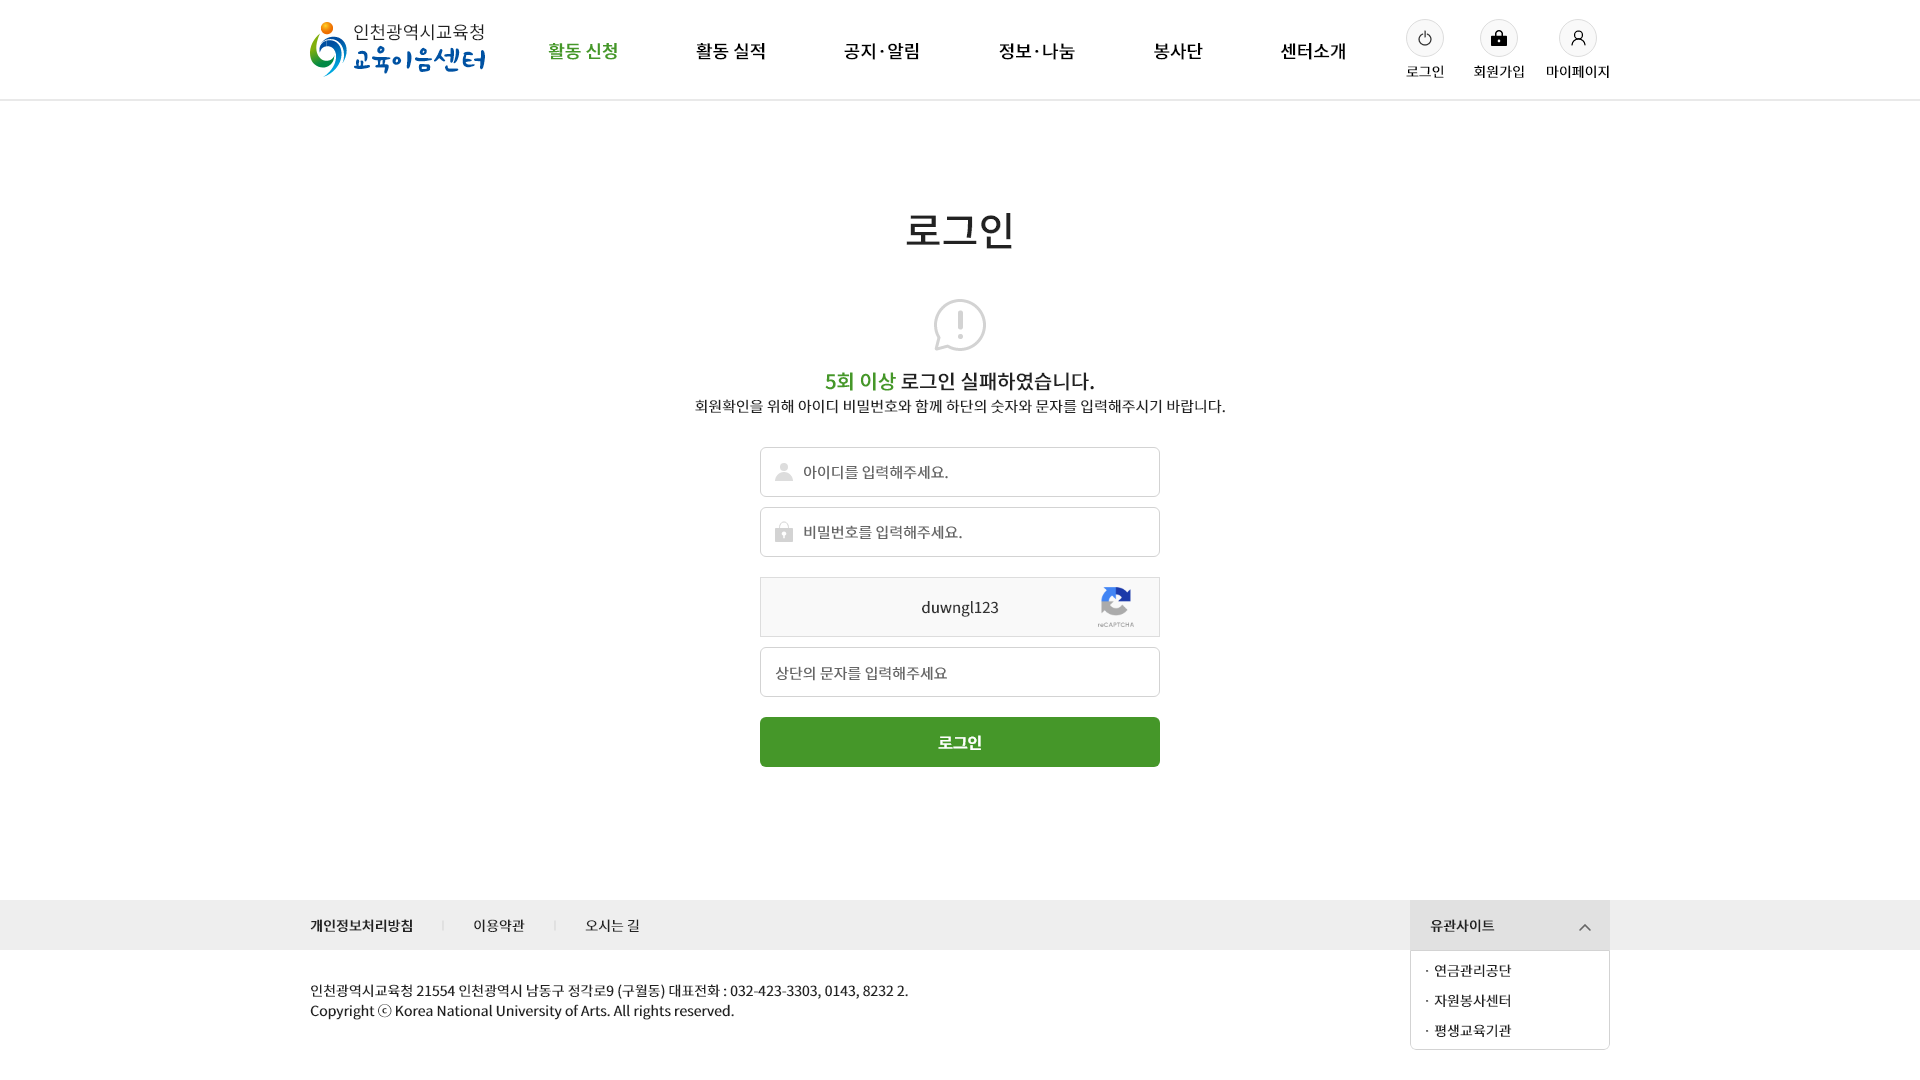 인천광역시교육청
교육이음센터
활동 신청
활동 실적
공지·알림
정보·나눔
봉사단
센터소개
로그인
회원가입
마이페이지
로그인
5회 이상 로그인 실패하였습니다.
회원확인을 위해 아이디 비밀번호와 함께 하단의 숫자와 문자를 입력해주시기 바랍니다.
아이디를 입력해주세요.
비밀번호를 입력해주세요.
duwngl123
reCAPTCHA
상단의 문자를 입력해주세요
로그인
개인정보처리방침
이용약관
오시는 길
유관사이트
· 연금관리공단
· 자원봉사센터
· 평생교육기관
인천광역시교육청 21554 인천광역시 남동구 정각로9 (구월동) 대표전화 : 032-423-3303, 0143, 8232 2.
Copyright ⓒ Korea National University of Arts. All rights reserved.